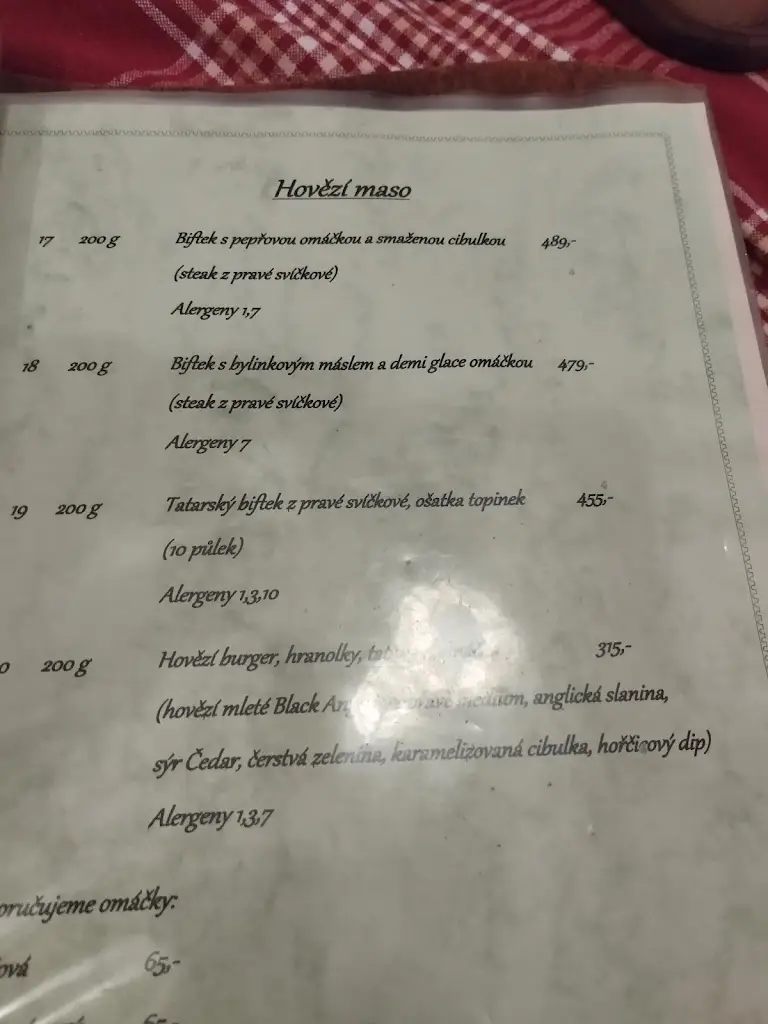 Hovězí maso
17 200 g Biftek s pepřovou omáčkou a smaženou cibulkou 489,-
(steak z pravé svíčkové)
Alergeny 1,7
18 200 g Biftek s bylinkovým máslem a demi glace omáčkou 479,-
(steak z pravé svíčkové)
Alergeny 7
19 200 g Tatarský biftek z pravé svíčkové, ošatka topinek 455,-
(10 půlek)
Alergeny 1,3,10
0 200 g Hovězí burger, hranolky, 315,-
(hovězí mleté Black medium, anglická slanina,
sýr Čedar, čerstvá zelenina, karamelizovaná cibulka, hořčicový dip)
Alergeny 1,3,7
oručujeme omáčky:
ová 65,-
65,-